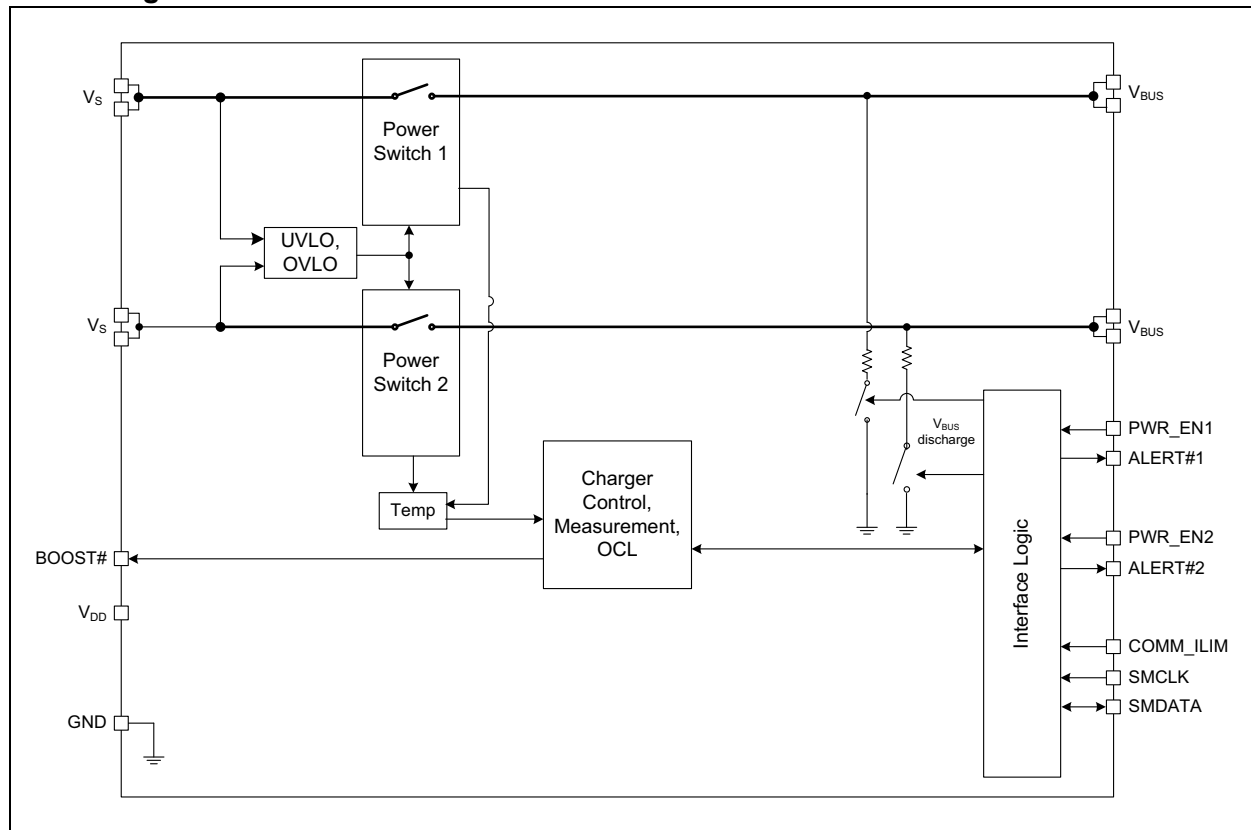 VS
VBUS
Power
Switch 1
UVLO,
OVLO
VS
VBUS
Power
Switch 2
VBUS
discharge
Temp
Charger
Control,
Measurement,
OCL
Interface Logic
PWR_EN1
ALERT#1
PWR_EN2
ALERT#2
COMM_ILIM
SMCLK
SMDATA
BOOST#
VDD
GND